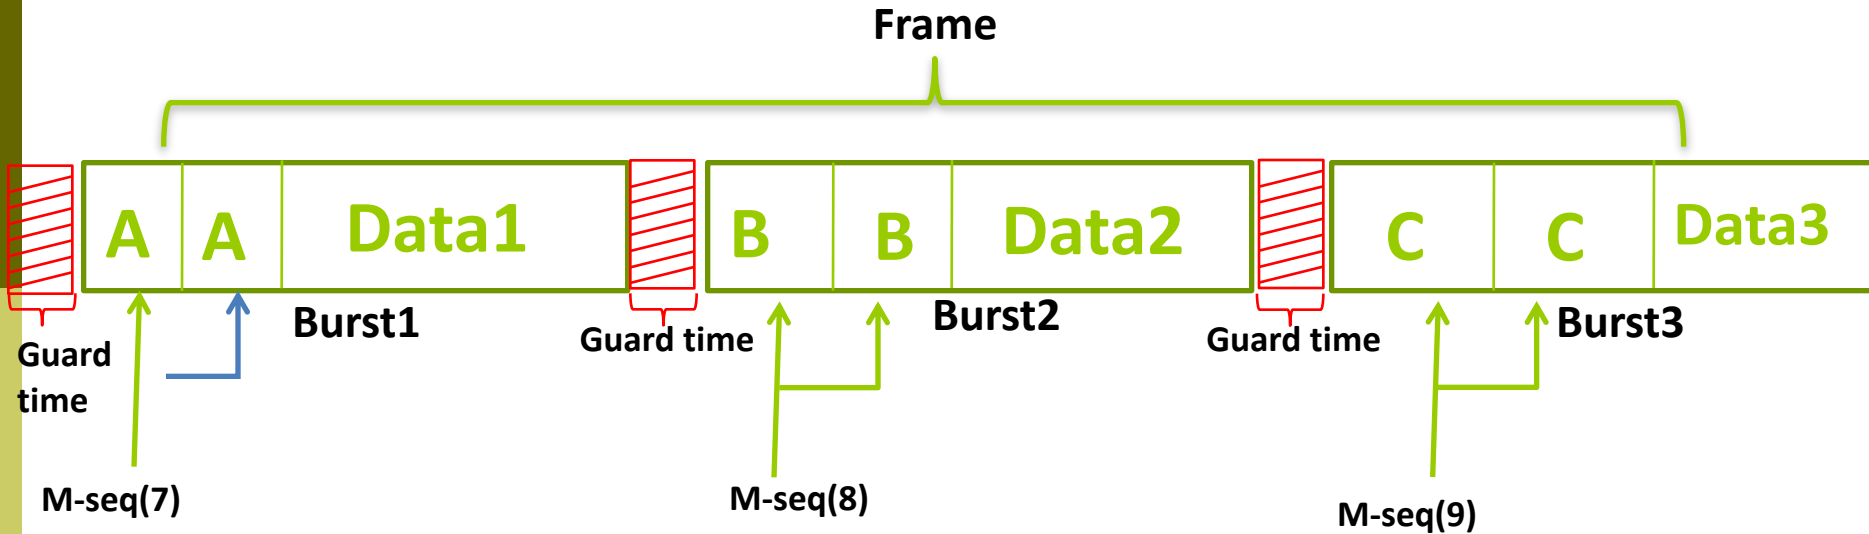 Frame
A A Data1 B B Data2 C C Data3
Burst1 Burst2 Burst3
Guard
time
Guard time
Guard time
M-seq(7) M-seq(8) M-seq(9)